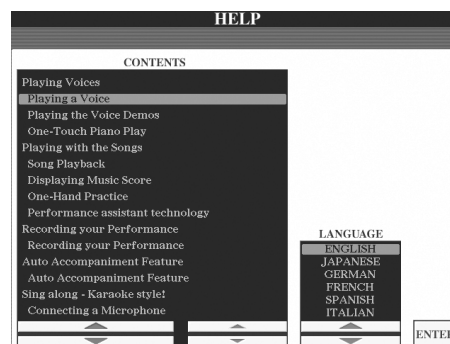 HELP
CONTENTS
Playing Voices
Playing a Voice
Playing the Voice Demos
One-Touch Piano Play
Playing with the Songs
Song Playback
Displaying Music Score
One-Hand Practice
Performance assistant technology
Recording your Performance
Recording your Performance
Auto Accompaniment Feature
Auto Accompaniment Feature
Sing along - Karaoke style!
Connecting a Microphone
LANGUAGE
ENGLISH
JAPANESE
GERMAN
FRENCH
SPANISH
ITALIAN